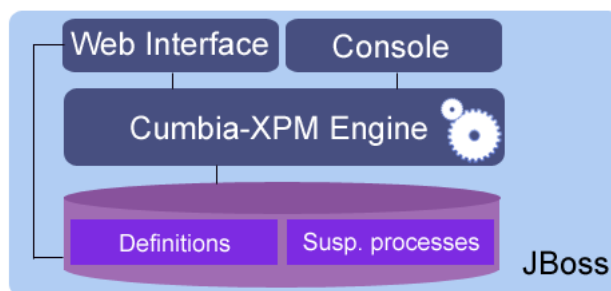 Web Interface
Console
Cumbia-XPM Engine
Definitions
Susp. processes
JBoss